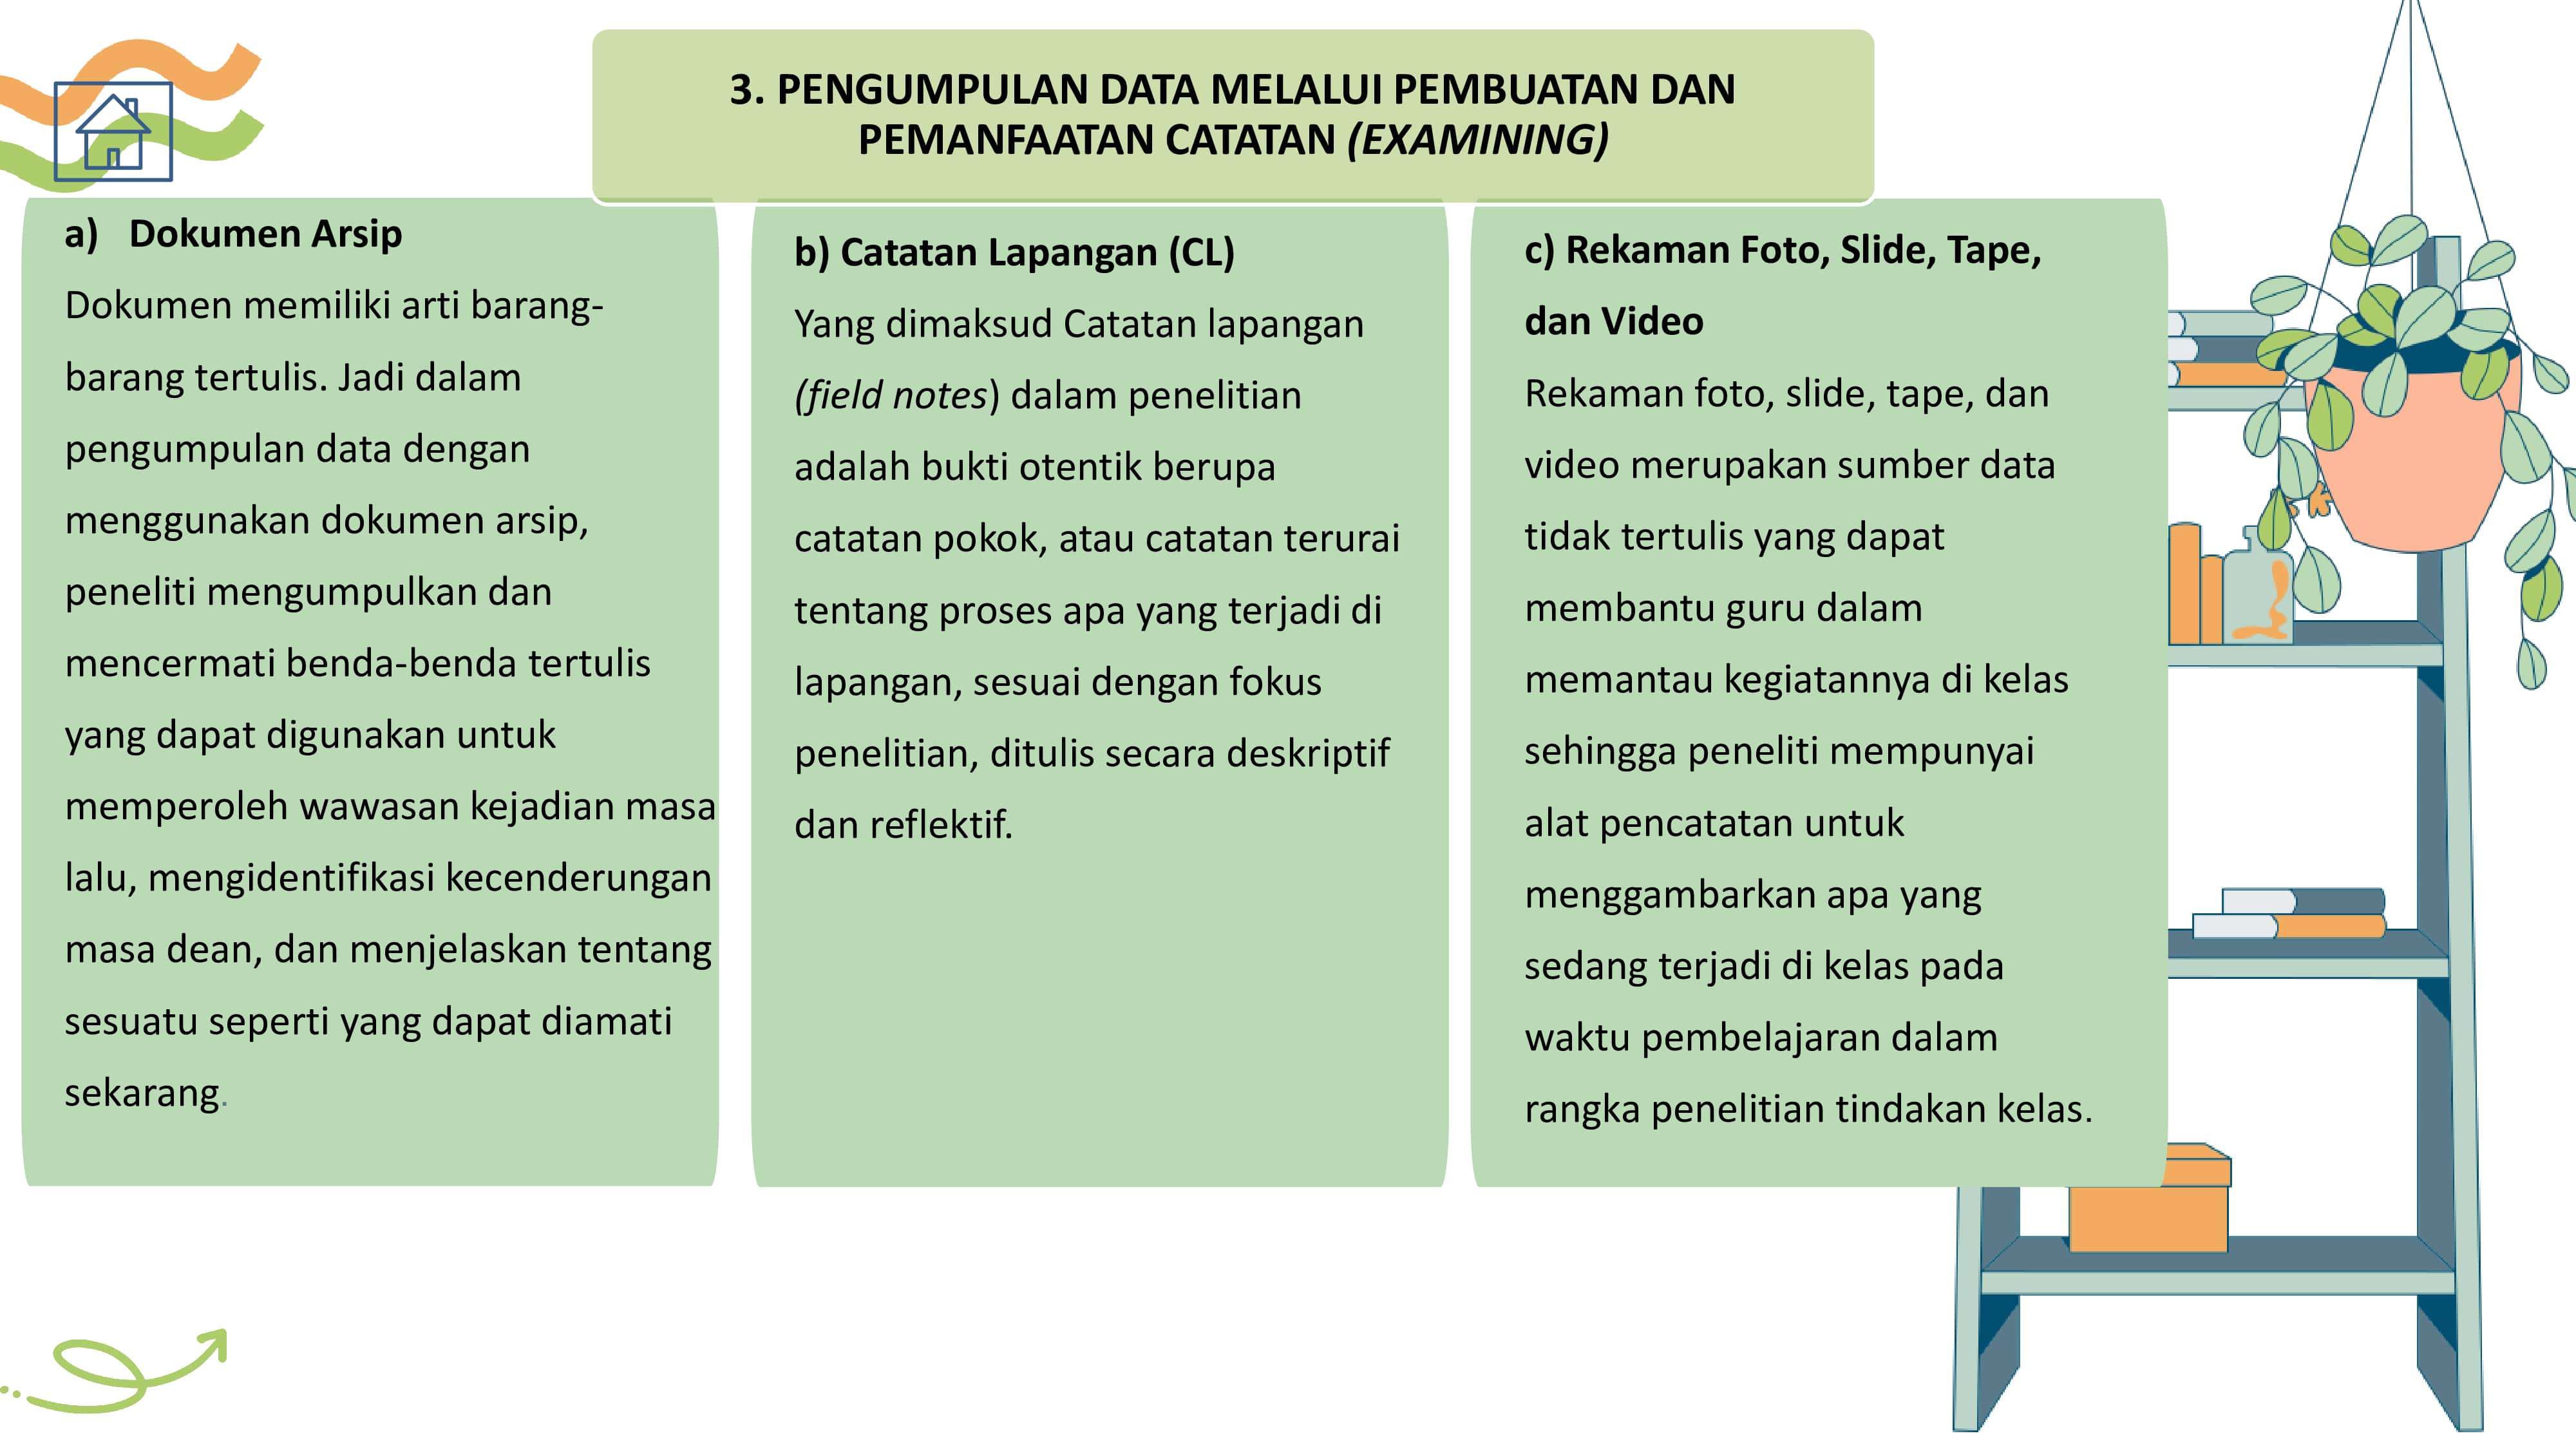 3. PENGUMPULAN DATA MELALUI PEMBUATAN DAN
PEMANFAATAN CATATAN (EXAMINING)
a) Dokumen Arsip
Dokumen memiliki arti barang-
barang tertulis. Jadi dalam
pengumpulan data dengan
menggunakan dokumen arsip,
peneliti mengumpulkan dan
mencermati benda-benda tertulis
yang dapat digunakan untuk
memperoleh wawasan kejadian masa
lalu, mengidentifikasi kecenderungan
masa dean, dan menjelaskan tentang
sesuatu seperti yang dapat diamati
sekarang.
b) Catatan Lapangan (CL)
Yang dimaksud Catatan lapangan
(field notes) dalam penelitian
adalah bukti otentik berupa
catatan pokok, atau catatan terurai
tentang proses apa yang terjadi di
lapangan, sesuai dengan fokus
penelitian, ditulis secara deskriptif
dan reflektif.
c) Rekaman Foto, Slide, Tape,
dan Video
Rekaman foto, slide, tape, dan
video merupakan sumber data
tidak tertulis yang dapat
membantu guru dalam
memantau kegiatannya di kelas
sehingga peneliti mempunyai
alat pencatatan untuk
menggambarkan apa yang
sedang terjadi di kelas pada
waktu pembelajaran dalam
rangka penelitian tindakan kelas.